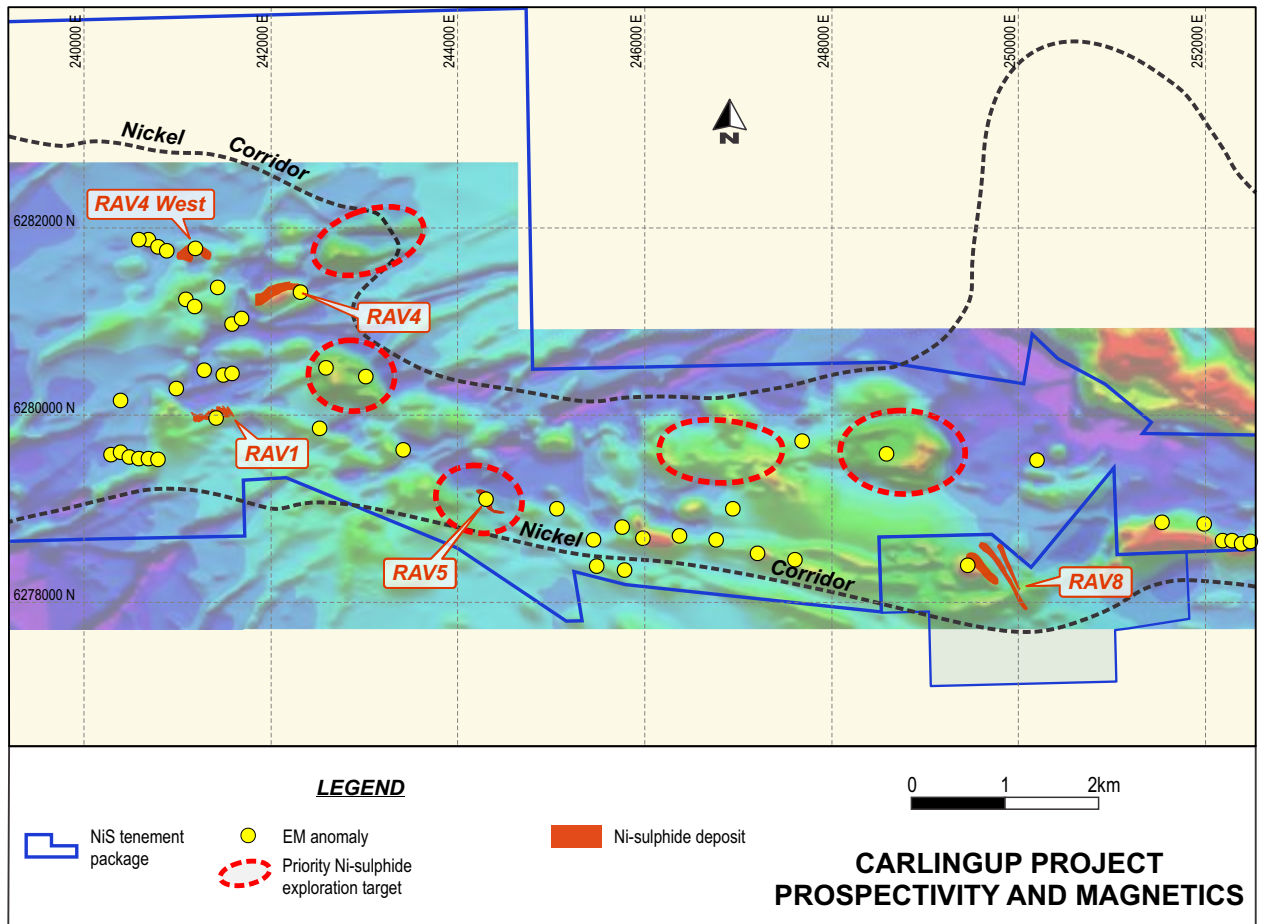 240000 E
242000 E
244000 E
246000 E
248000 E
250000 E
252000 E
Nickel
Corridor
N
RAV4 West
6282000 N
RAV4
6280000 N
RAV1
RAV5
Nickel
Corridor
RAV8
6278000 N
LEGEND
NiS tenement
package
EM anomaly
Priority Ni-sulphide
exploration target
Ni-sulphide deposit
0 1 2km
CARLINGUP PROJECT
PROSPECTIVITY AND MAGNETICS